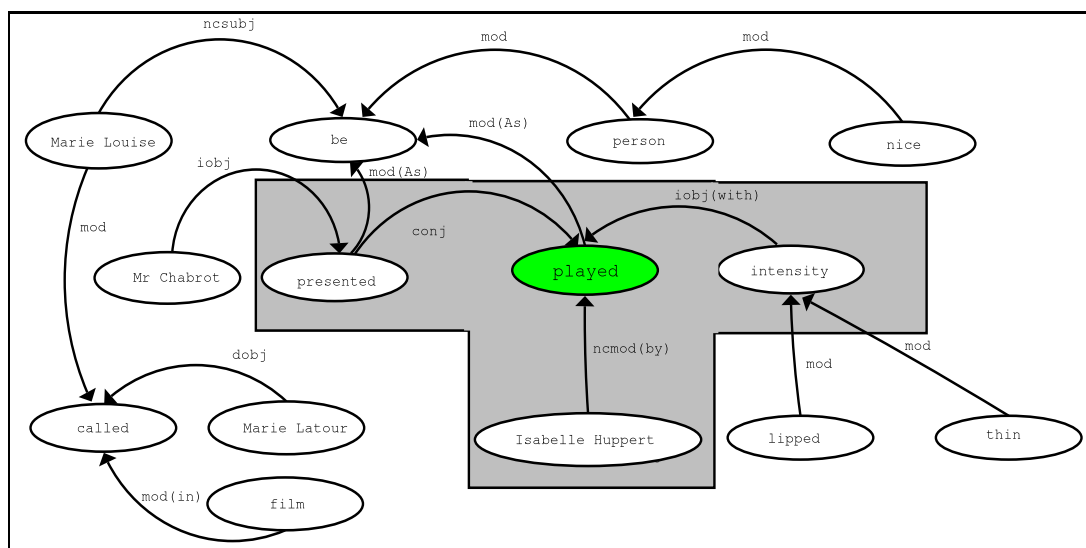 ncsubj
mod
mod
Marie Louise
be
mod(As)
person
nice
iobj
mod(As)
iobj(with)
mod
conj
Mr Chabrot
presented
played
intensity
dobj
ncmod(by)
mod
mod
called
Marie Latour
Isabelle Huppert
lipped
thin
mod(in)
film